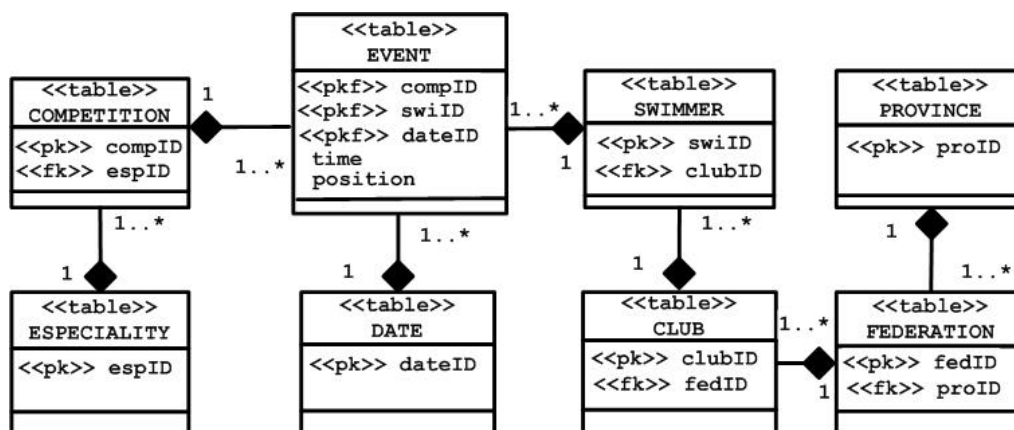 <<table>>
EVENT
<<pkf>> compID
<<pkf>> swiID
<<pkf>> dateID
time
position
<<table>>
COMPETITION
<<pk>> compID
<<fk>> espID
1
1..*
<<table>>
SWIMMER
<<pk>> swiID
<<fk>> clubID
1..*
1
<<table>>
PROVINCE
<<pk>> proID
1..*
1
1..*
1
1..*
1
1
1..*
<<table>>
ESPECIALITY
<<pk>> espID
<<table>>
DATE
<<pk>> dateID
<<table>>
CLUB
<<pk>> clubID
<<fk>> fedID
1..*
1
<<table>>
FEDERATION
<<pk>> fedID
<<fk>> proID